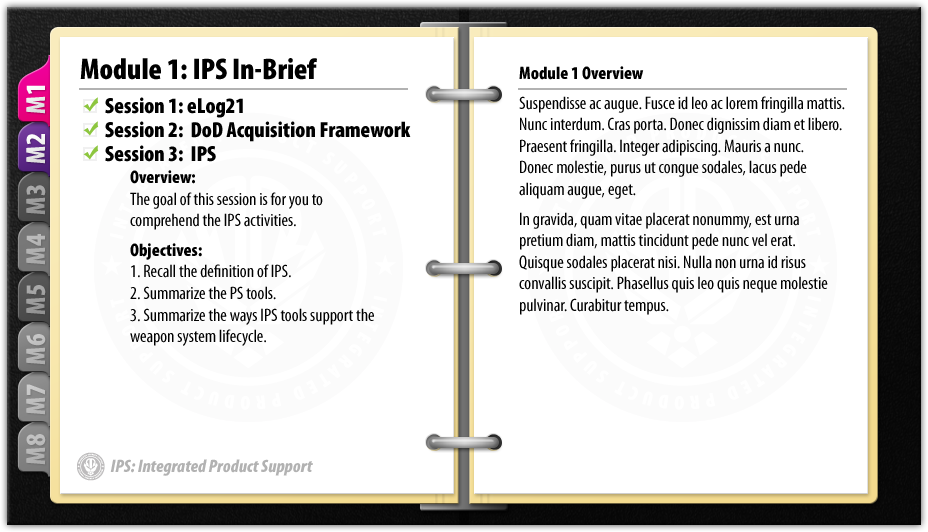 M1
M2
M3
M4
M5
M6
M7
M8
Module 1: IPS In-Brief
Session 1: eLog21
Session 2: DoD Acquisition Framework
Session 3: IPS
Overview:
The goal of this session is for you to
comprehend the IPS activities.
Objectives:
1. Recall the definition of IPS.
2. Summarize the PS tools.
3. Summarize the ways IPS tools support the
weapon system lifecycle.
IPS: Integrated Product Support
Module 1 Overview
Suspendisse ac augue. Fusce id leo ac lorem fringilla mattis.
Nunc interdum. Cras porta. Donec dignissim diam et libero.
Praesent fringilla. Integer adipiscing. Mauris a nunc.
Donec molestie, purus ut congue sodales, lacus pede
aliquam augue, eget.
In gravida, quam vitae placerat nonummy, est urna
pretium diam, mattis tincidunt pede nunc vel erat.
Quisque sodales placerat nisi. Nulla non urna id risus
convallis suscipit. Phasellus quis leo quis neque molestie
pulvinar. Curabitur tempus.